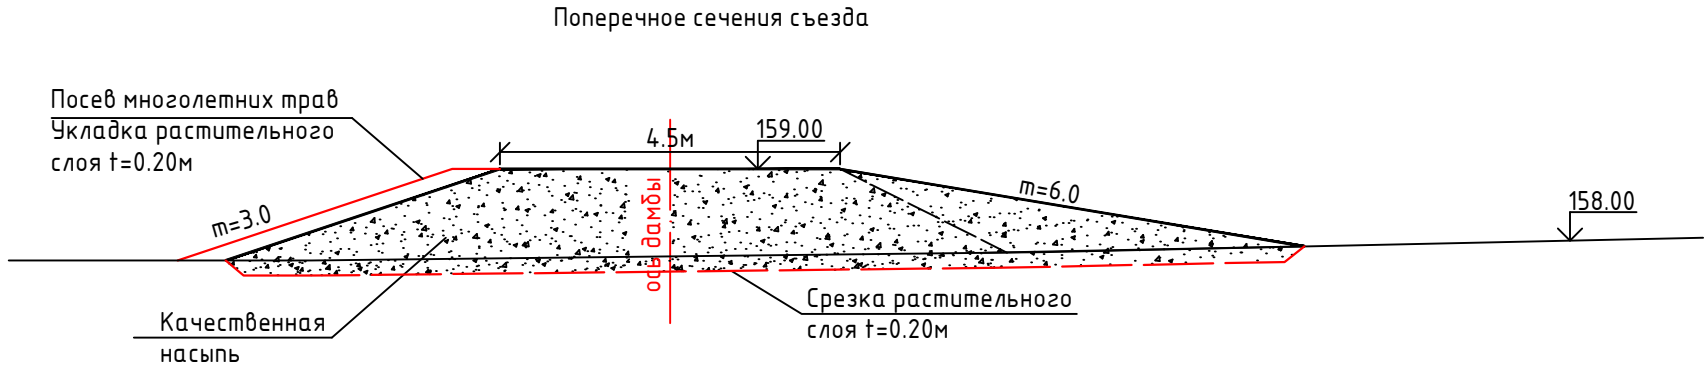 Поперечное сечения съезда
Посев многолетних трав
Укладка растительного
слоя t=0.20м
4.5м
159.00
m=3.0
ось дамбы
m=6.0
158.00
Качественная
насыпь
Срезка растительного
слоя t=0.20м